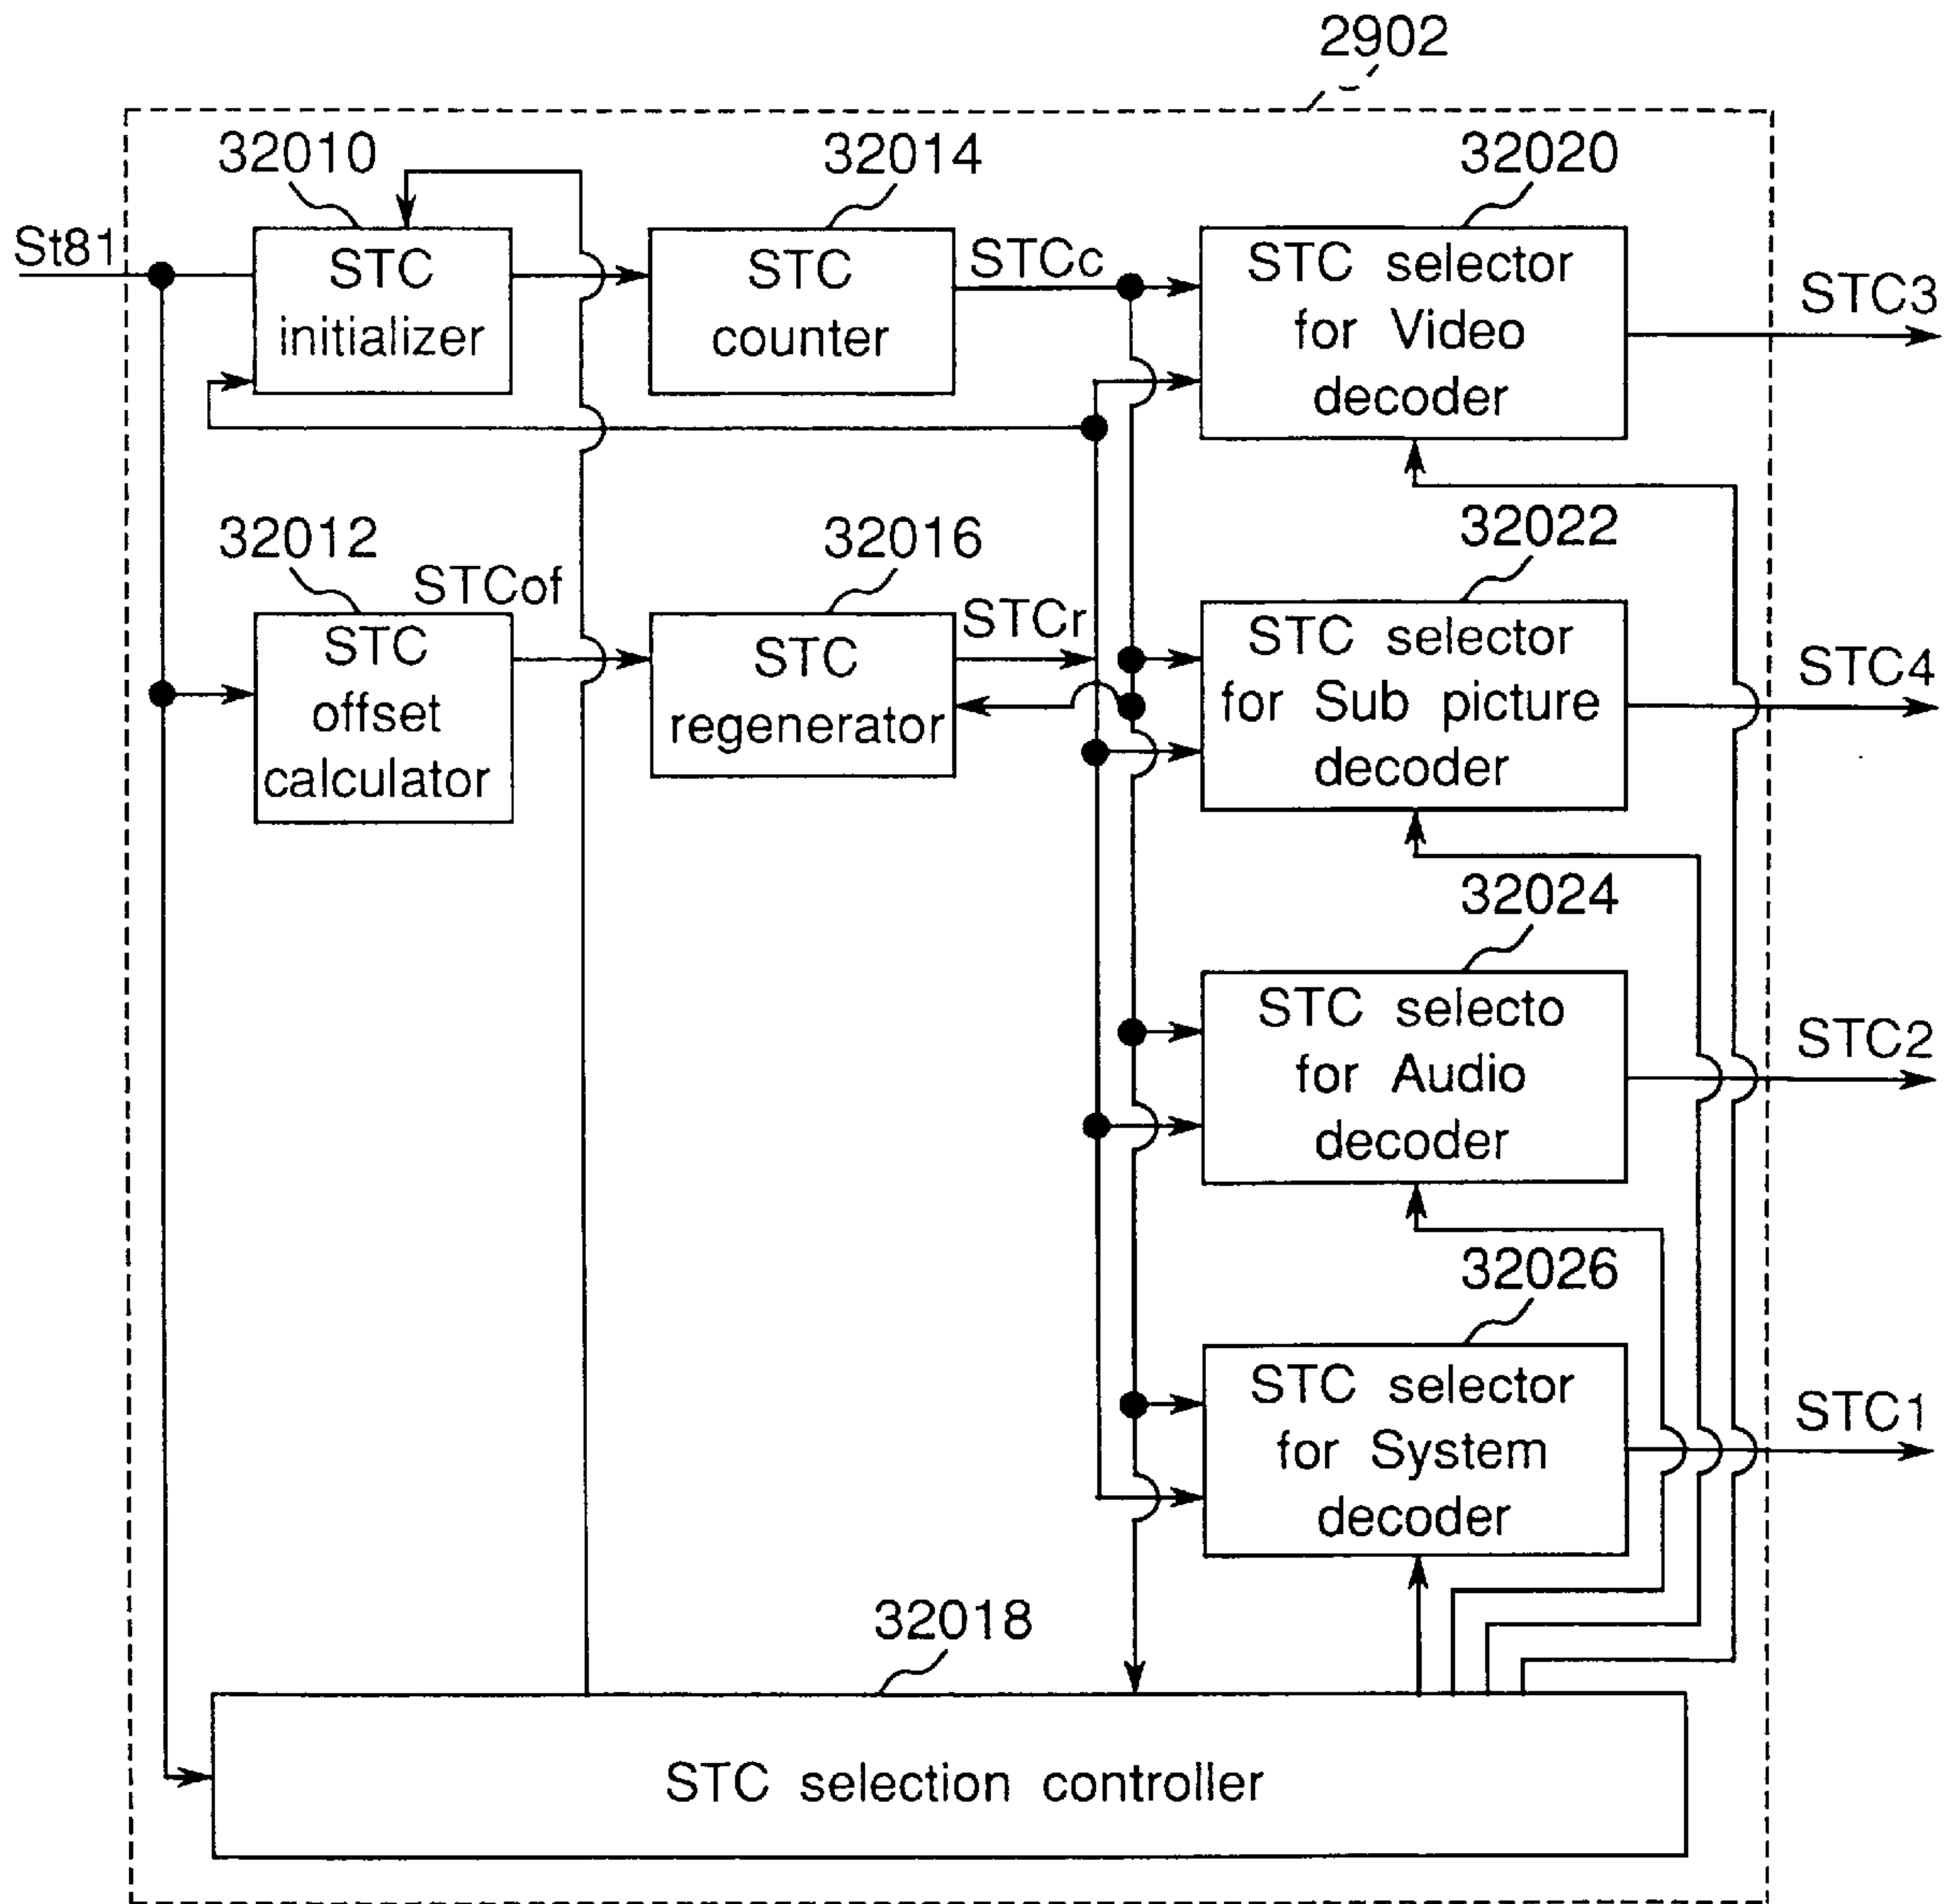 2902
32010
32014
32020
St81
STC
initializer
STC
counter
STCc
STC selector
for Video
decoder
STC3
32012
STCof
32016
32022
STC
offset
calculator
STC
regenerator
STCr
STC selector
for Sub picture
decoder
STC4
32024
STC selecto
for Audio
decoder
STC2
32026
STC selector
for System
decoder
STC1
32018
STC selection controller